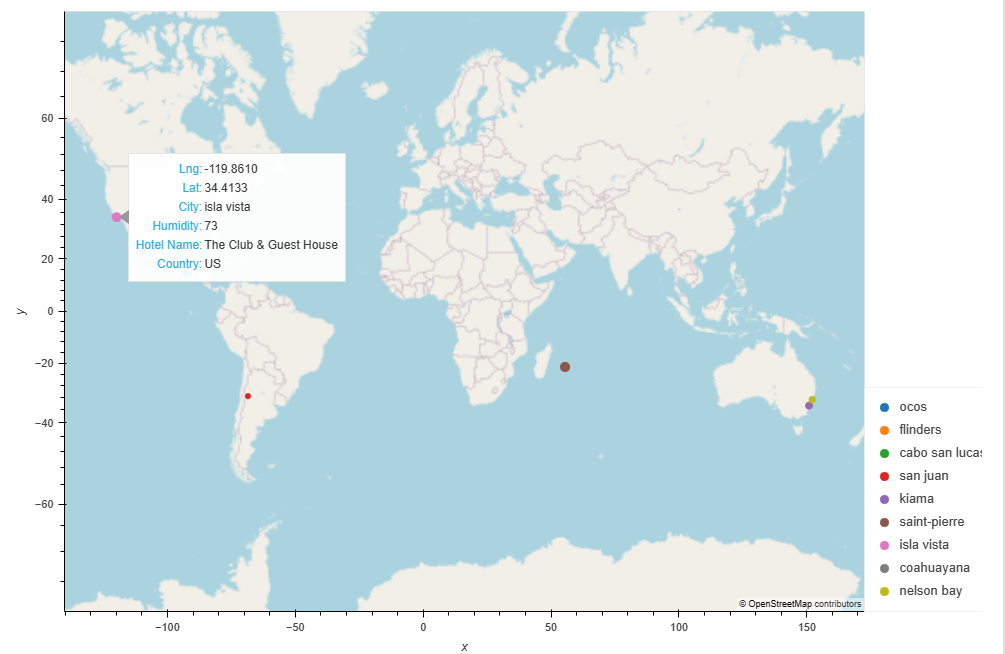 60
40
20
0
−20
−40
−60
y
Lng: -119.8610
Lat: 34.4133
City: isla vista
Humidity: 73
Hotel Name: The Club & Guest House
Country: US
ocos
flinders
cabo san lucas
san juan
kiama
saint-pierre
isla vista
coahuayana
nelson bay
© OpenStreetMap contributors
−100
−50
0
50
100
150
x